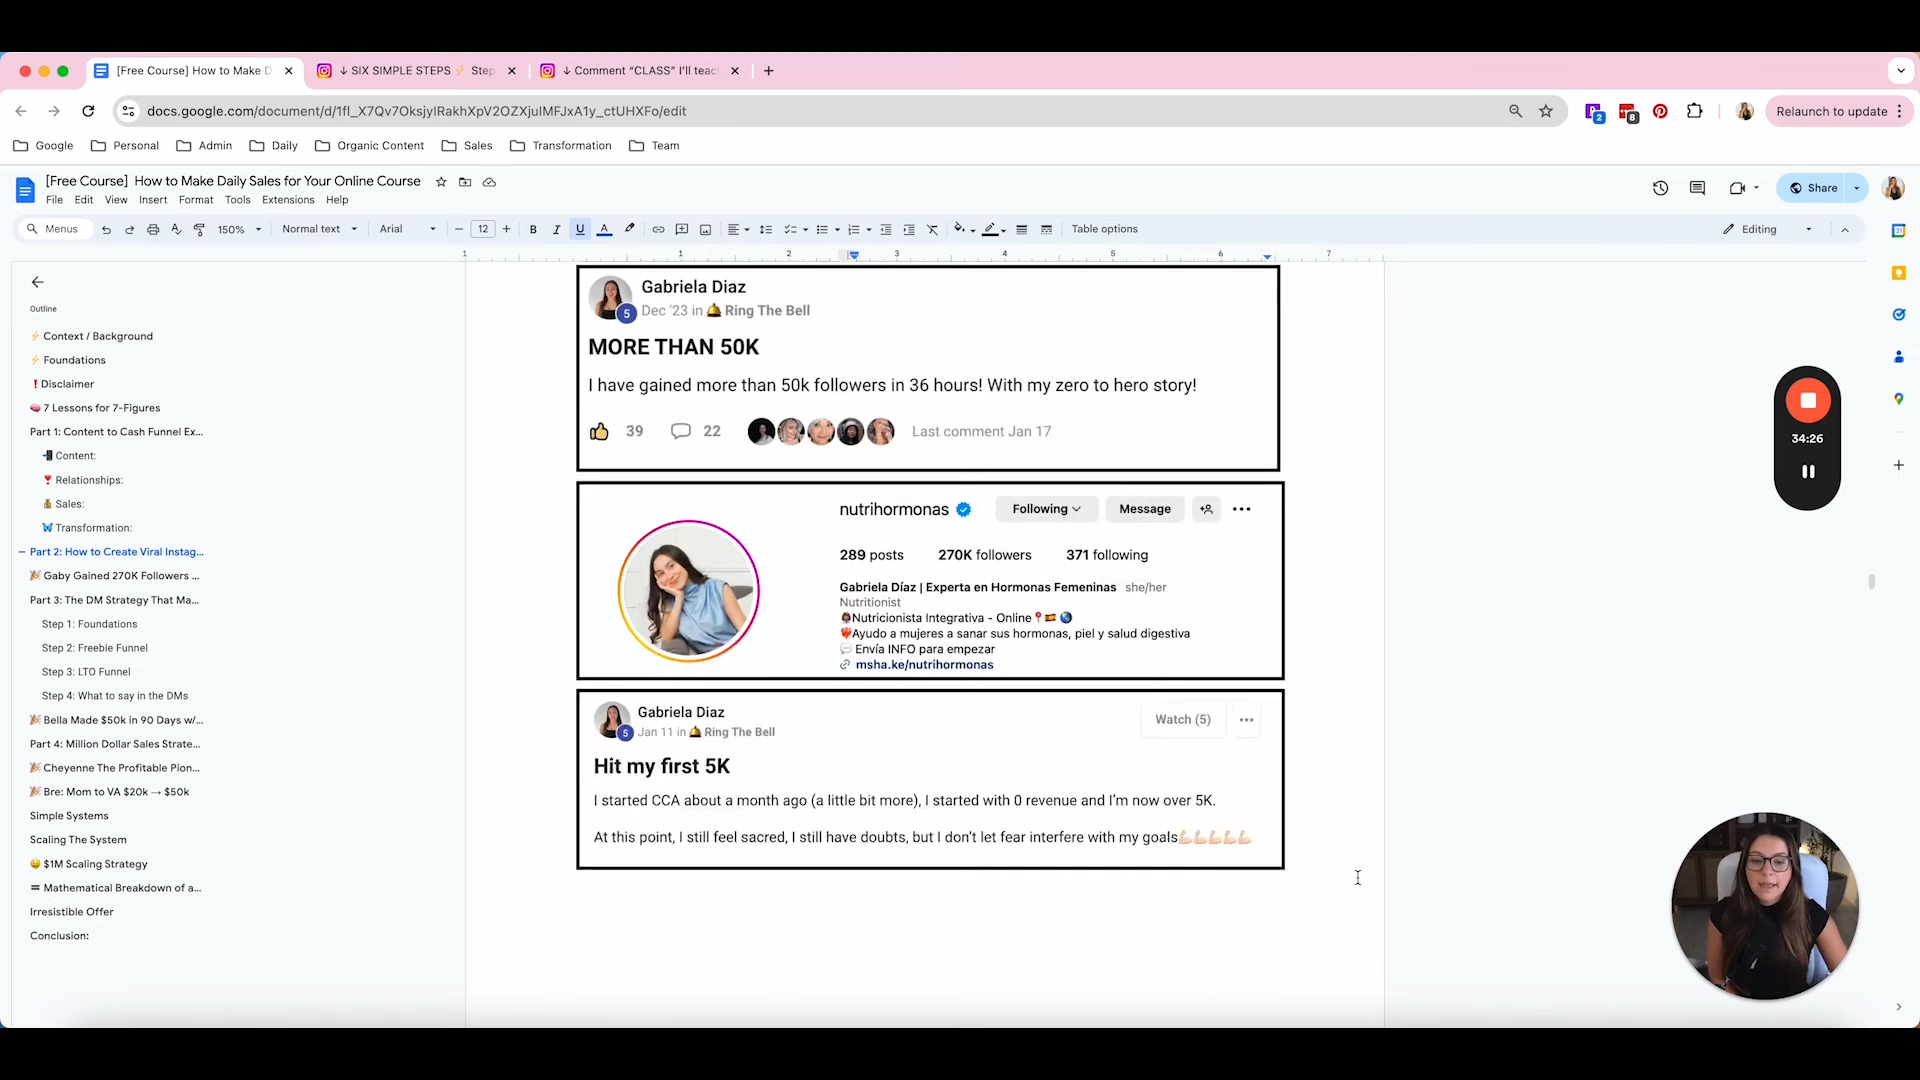 [Free Course] How to Make D
↓ SIX SIMPLE STEPS ⚡ Step
↓ Comment “CLASS” I’ll teac
docs.google.com/document/d/1fI_X7Qv7OksjyIRakhXpV2OZXjuIMFJxA1y_ctUHXFo/edit
2
8
Relaunch to update
Google
Personal
Admin
Daily
Organic Content
Sales
Transformation
Team
[Free Course] How to Make Daily Sales for Your Online Course
File Edit View Insert Format Tools Extensions Help
Share
Menus
150%
Normal text
Arial
12
B
I
U
A
Table options
Editing
1 1 2 3 4 5 6 7
Outline
⚡ Context / Background
⚡ Foundations
❗Disclaimer
🧠 7 Lessons for 7-Figures
Part 1: Content to Cash Funnel Ex...
📲 Content:
❣️ Relationships:
💰 Sales:
🦋 Transformation:
Part 2: How to Create Viral Instag...
🎉 Gaby Gained 270K Followers ...
Part 3: The DM Strategy That Ma...
Step 1: Foundations
Step 2: Freebie Funnel
Step 3: LTO Funnel
Step 4: What to say in the DMs
🎉 Bella Made $50k in 90 Days w/...
Part 4: Million Dollar Sales Strate...
🎉 Cheyenne The Profitable Pion...
🎉 Bre: Mom to VA $20k → $50k
Simple Systems
Scaling The System
🤑 $1M Scaling Strategy
🟰 Mathematical Breakdown of a...
Irresistible Offer
Conclusion:
Gabriela Diaz
5
Dec '23 in 🛎️ Ring The Bell
MORE THAN 50K
I have gained more than 50k followers in 36 hours! With my zero to hero story!
39
22
Last comment Jan 17
nutrihormonas
Following
Message
289 posts 270K followers 371 following
Gabriela Díaz | Experta en Hormonas Femeninas she/her
Nutritionist
👩🏽Nutricionista Integrativa - Online📍🇪🇸 🌎
❤️‍🔥Ayudo a mujeres a sanar sus hormonas, piel y salud digestiva
💬 Envía INFO para empezar
msha.ke/nutrihormonas
Gabriela Diaz
5
Jan 11 in 🛎️ Ring The Bell
Watch (5)
Hit my first 5K
I started CCA about a month ago (a little bit more), I started with 0 revenue and I’m now over 5K.
At this point, I still feel sacred, I still have doubts, but I don’t let fear interfere with my goals💪🏻💪🏻💪🏻💪🏻💪🏻
34:26
31